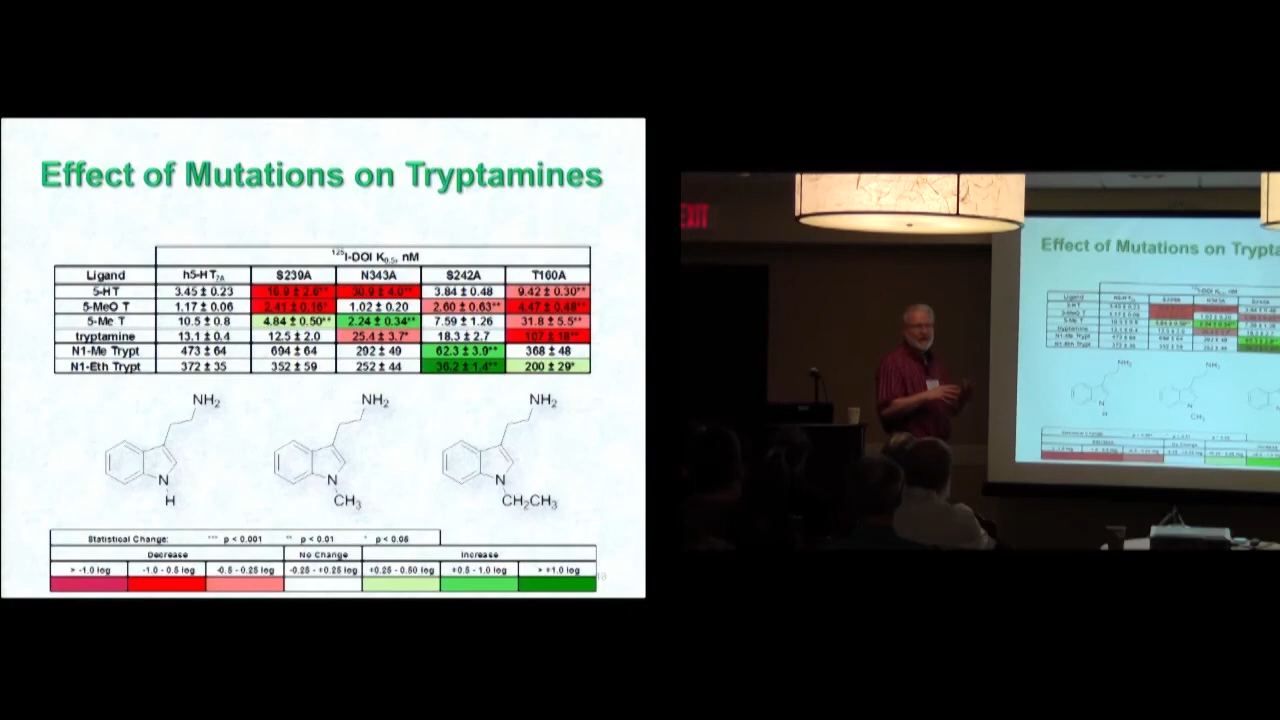 Effect of Mutations on Tryptamines
125I-DOI K0.5, nM
Ligand h5-HT2A S239A N343A S242A T160A
5-HT 3.45 ± 0.23 16.9 ± 2.6** 30.9 ± 4.0** 3.84 ± 0.48 9.42 ± 0.30**
5-MeO T 1.17 ± 0.06 2.41 ± 0.16* 1.02 ± 0.20 2.60 ± 0.63** 4.47 ± 0.48**
5-Me T 10.5 ± 0.8 4.84 ± 0.50** 2.24 ± 0.34** 7.59 ± 1.26 31.8 ± 5.5**
tryptamine 13.1 ± 0.4 12.5 ± 2.0 25.4 ± 3.7* 18.3 ± 2.7 107 ± 18**
N1-Me Trypt 473 ± 64 694 ± 64 292 ± 49 62.3 ± 3.9** 368 ± 48
N1-Eth Trypt 372 ± 35 352 ± 59 252 ± 44 36.2 ± 1.4** 200 ± 29*
NH2 NH2 NH2
N N N
H CH3 CH2CH3
Statistical Change: *** p < 0.001 ** p < 0.01 * p < 0.05
Decrease No Change Increase
> -1.0 log -1.0 - 0.5 log -0.5 - 0.25 log -0.25 - +0.25 log +0.25 - 0.50 log +0.5 - 1.0 log > +1.0 log
EXIT
Effect of Mutations on Trypta